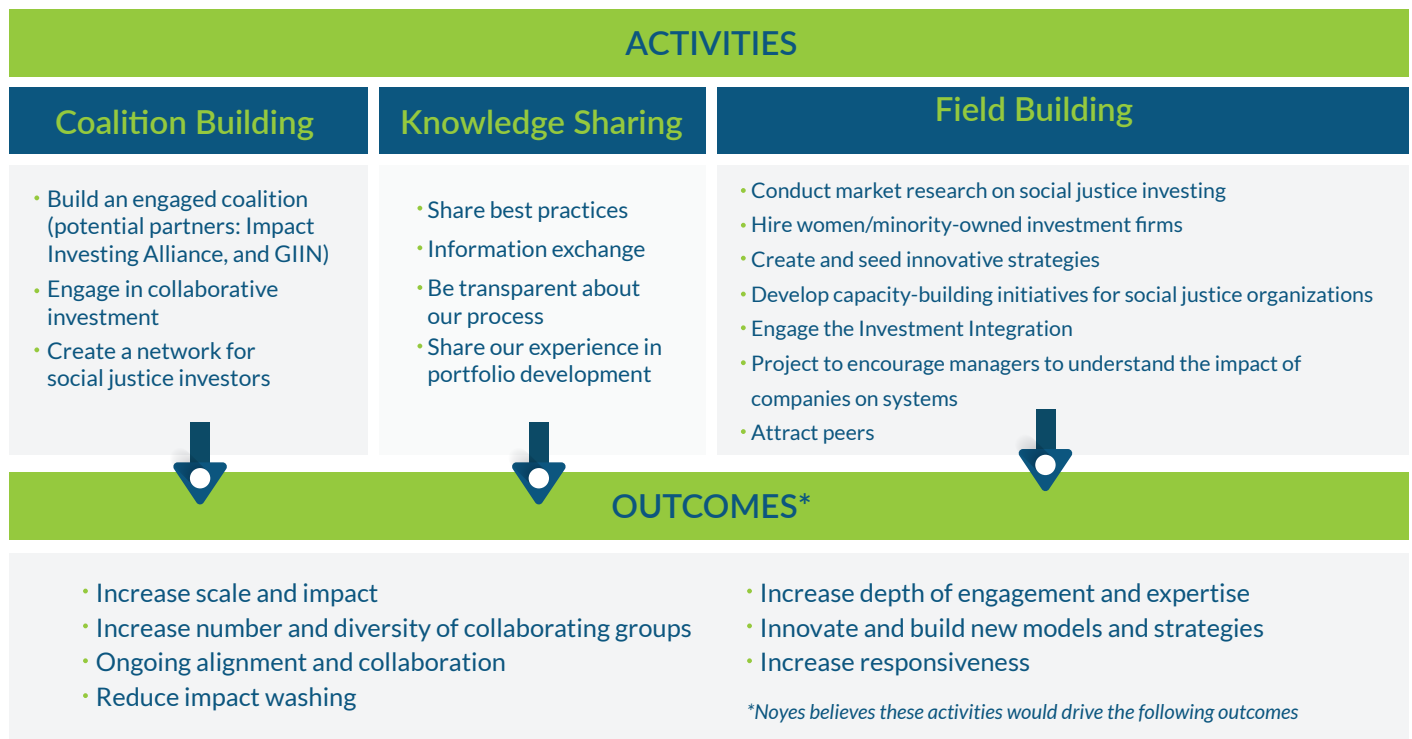 ACTIVITIES
Coalition Building
• Build an engaged coalition
(potential partners: Impact
Investing Alliance, and GIIN)
• Engage in collaborative
investment
• Create a network for
social justice investors
Knowledge Sharing
• Share best practices
• Information exchange
• Be transparent about
our process
• Share our experience in
portfolio development
Field Building
• Conduct market research on social justice investing
• Hire women/minority-owned investment firms
• Create and seed innovative strategies
• Develop capacity-building initiatives for social justice organizations
• Engage the Investment Integration
• Project to encourage managers to understand the impact of
companies on systems
• Attract peers
OUTCOMES*
• Increase scale and impact
• Increase number and diversity of collaborating groups
• Ongoing alignment and collaboration
• Reduce impact washing
• Increase depth of engagement and expertise
• Innovate and build new models and strategies
• Increase responsiveness
*Noyes believes these activities would drive the following outcomes